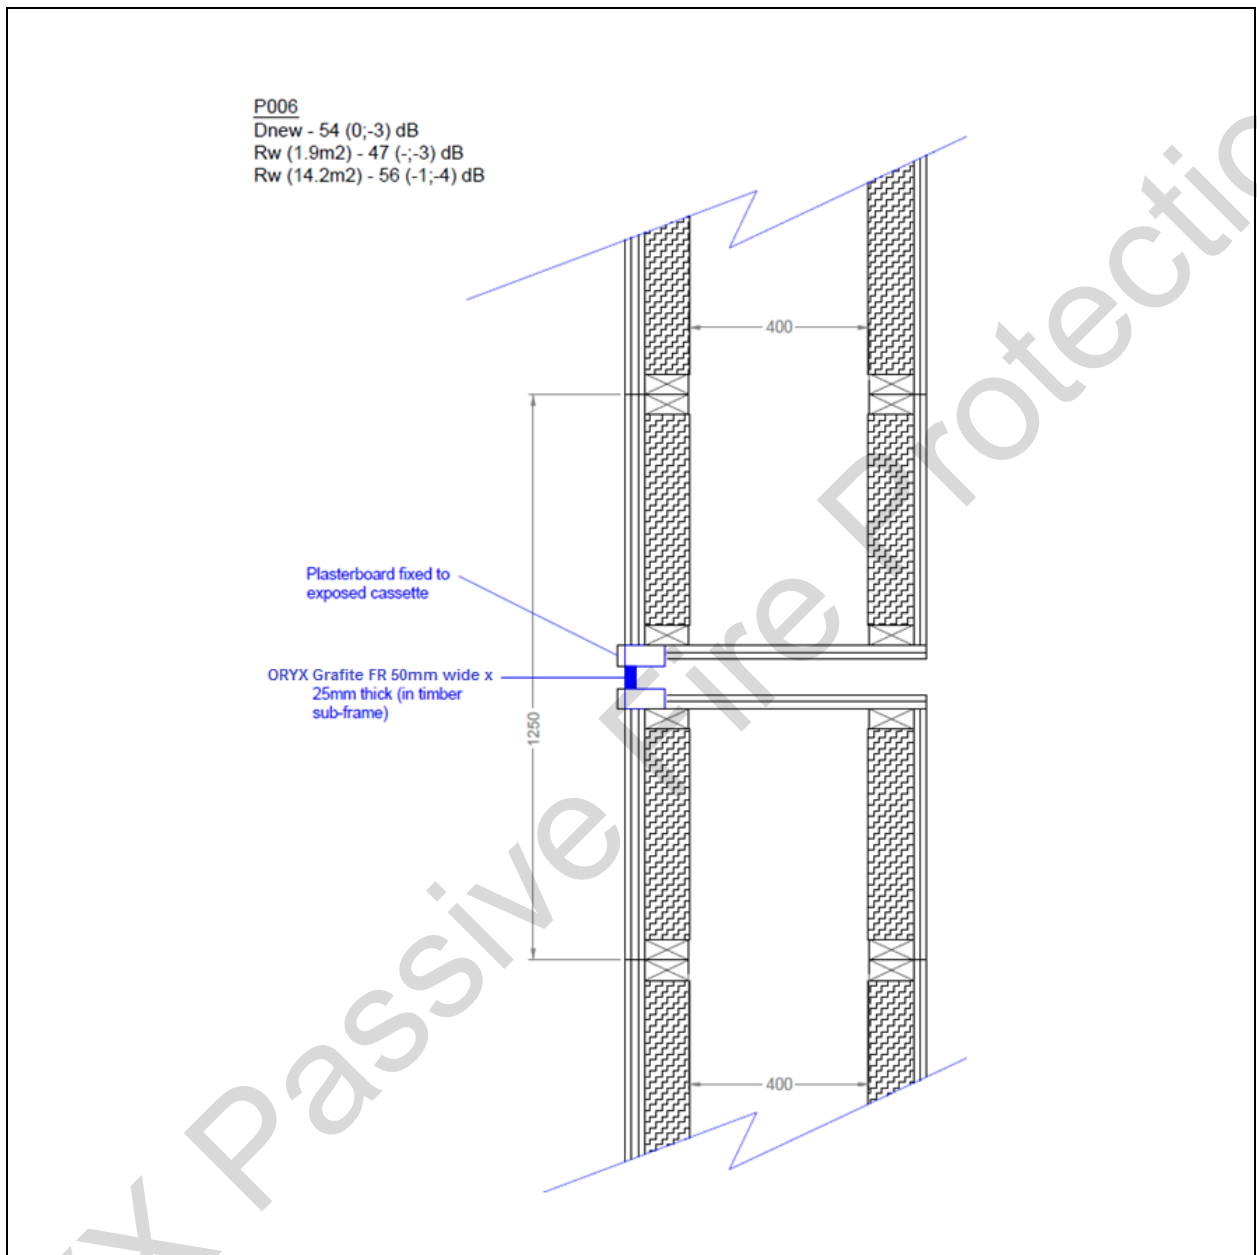 P006
Dnew - 54 (0;-3) dB
Rw (1.9m2) - 47 (-;-3) dB
Rw (14.2m2) - 56 (-1;-4) dB
400
Plasterboard fixed to
exposed cassette
ORYX Grafite FR 50mm wide x
25mm thick (in timber
sub-frame)
1250
400
YX Passive Fire Protectio